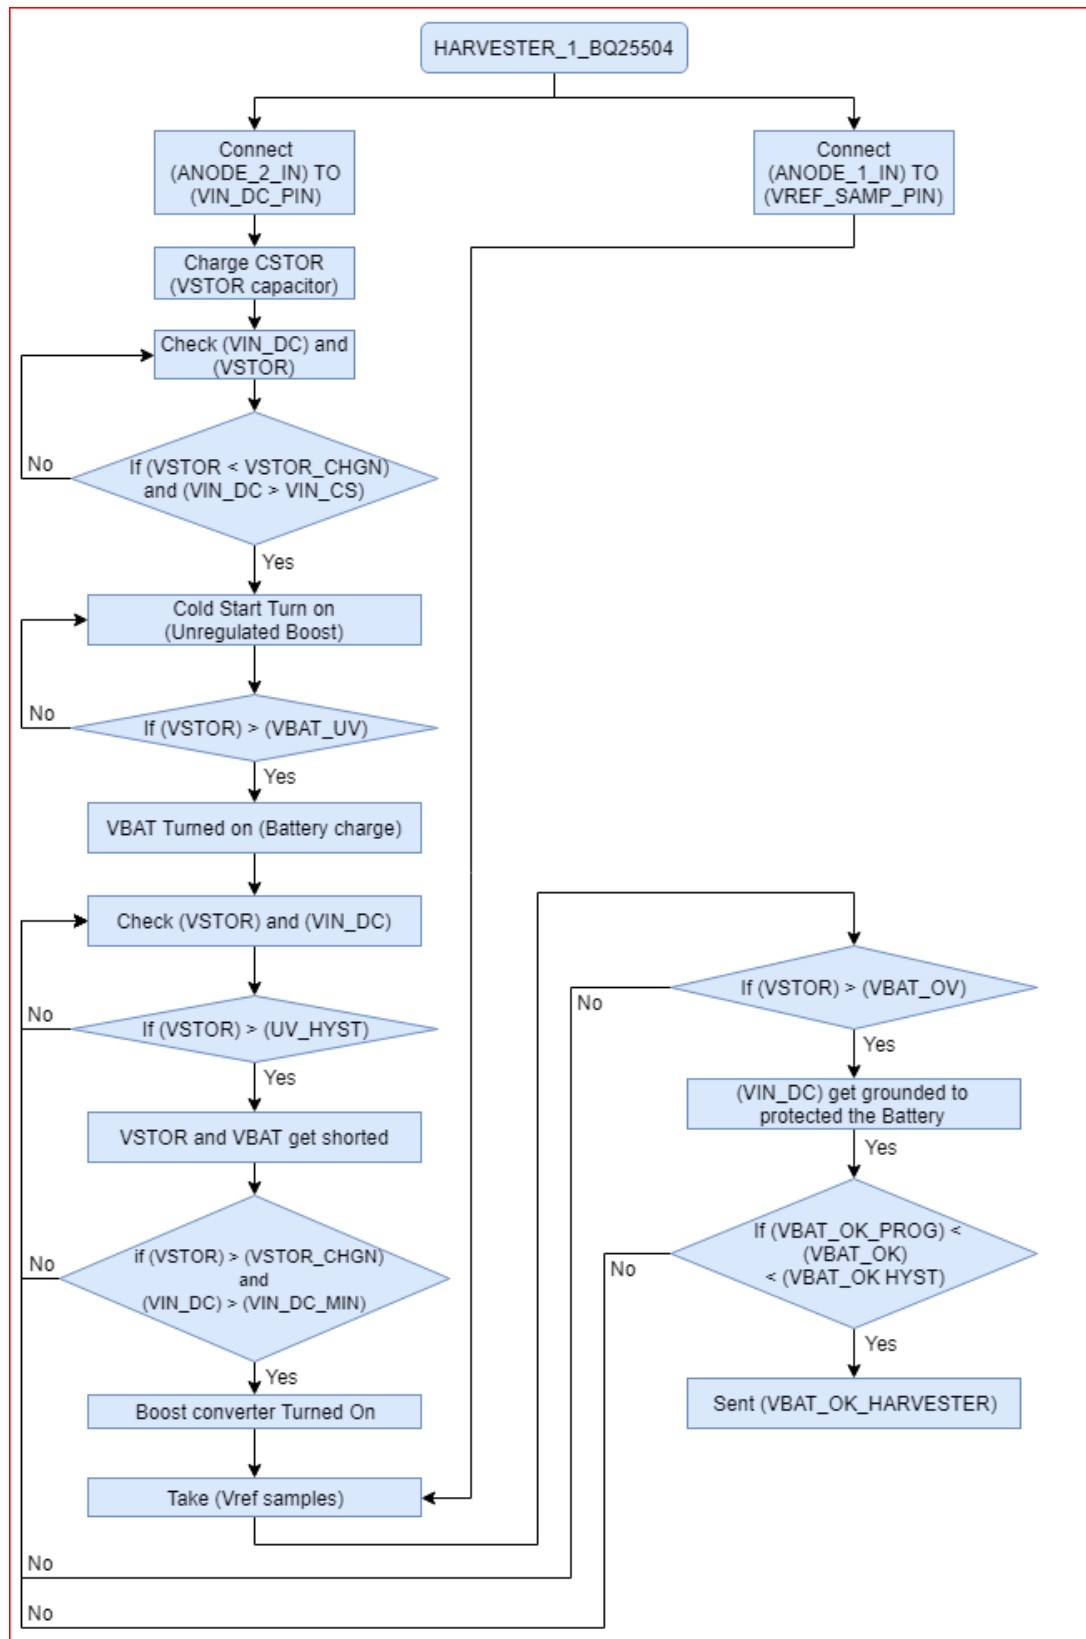 HARVESTER_1_BQ25504
Connect
(ANODE_2_IN) TO
(VIN_DC_PIN)
Connect
(ANODE_1_IN) TO
(VREF_SAMP_PIN)
Charge CSTOR
(VSTOR capacitor)
Check (VIN_DC) and
(VSTOR)
If (VSTOR < VSTOR_CHGN)
and (VIN_DC > VIN_CS)
No
Yes
Cold Start Turn on
(Unregulated Boost)
If (VSTOR) > (VBAT_UV)
No
Yes
VBAT Turned on (Battery charge)
Check (VSTOR) and (VIN_DC)
If (VSTOR) > (UV_HYST)
No
Yes
VSTOR and VBAT get shorted
if (VSTOR) > (VSTOR_CHGN)
and
(VIN_DC) > (VIN_DC_MIN)
No
Yes
Boost converter Turned On
Take (Vref samples)
If (VSTOR) > (VBAT_OV)
No
Yes
(VIN_DC) get grounded to
protected the Battery
Yes
If (VBAT_OK_PROG) <
(VBAT_OK)
< (VBAT_OK HYST)
No
Yes
Sent (VBAT_OK_HARVESTER)
No
No